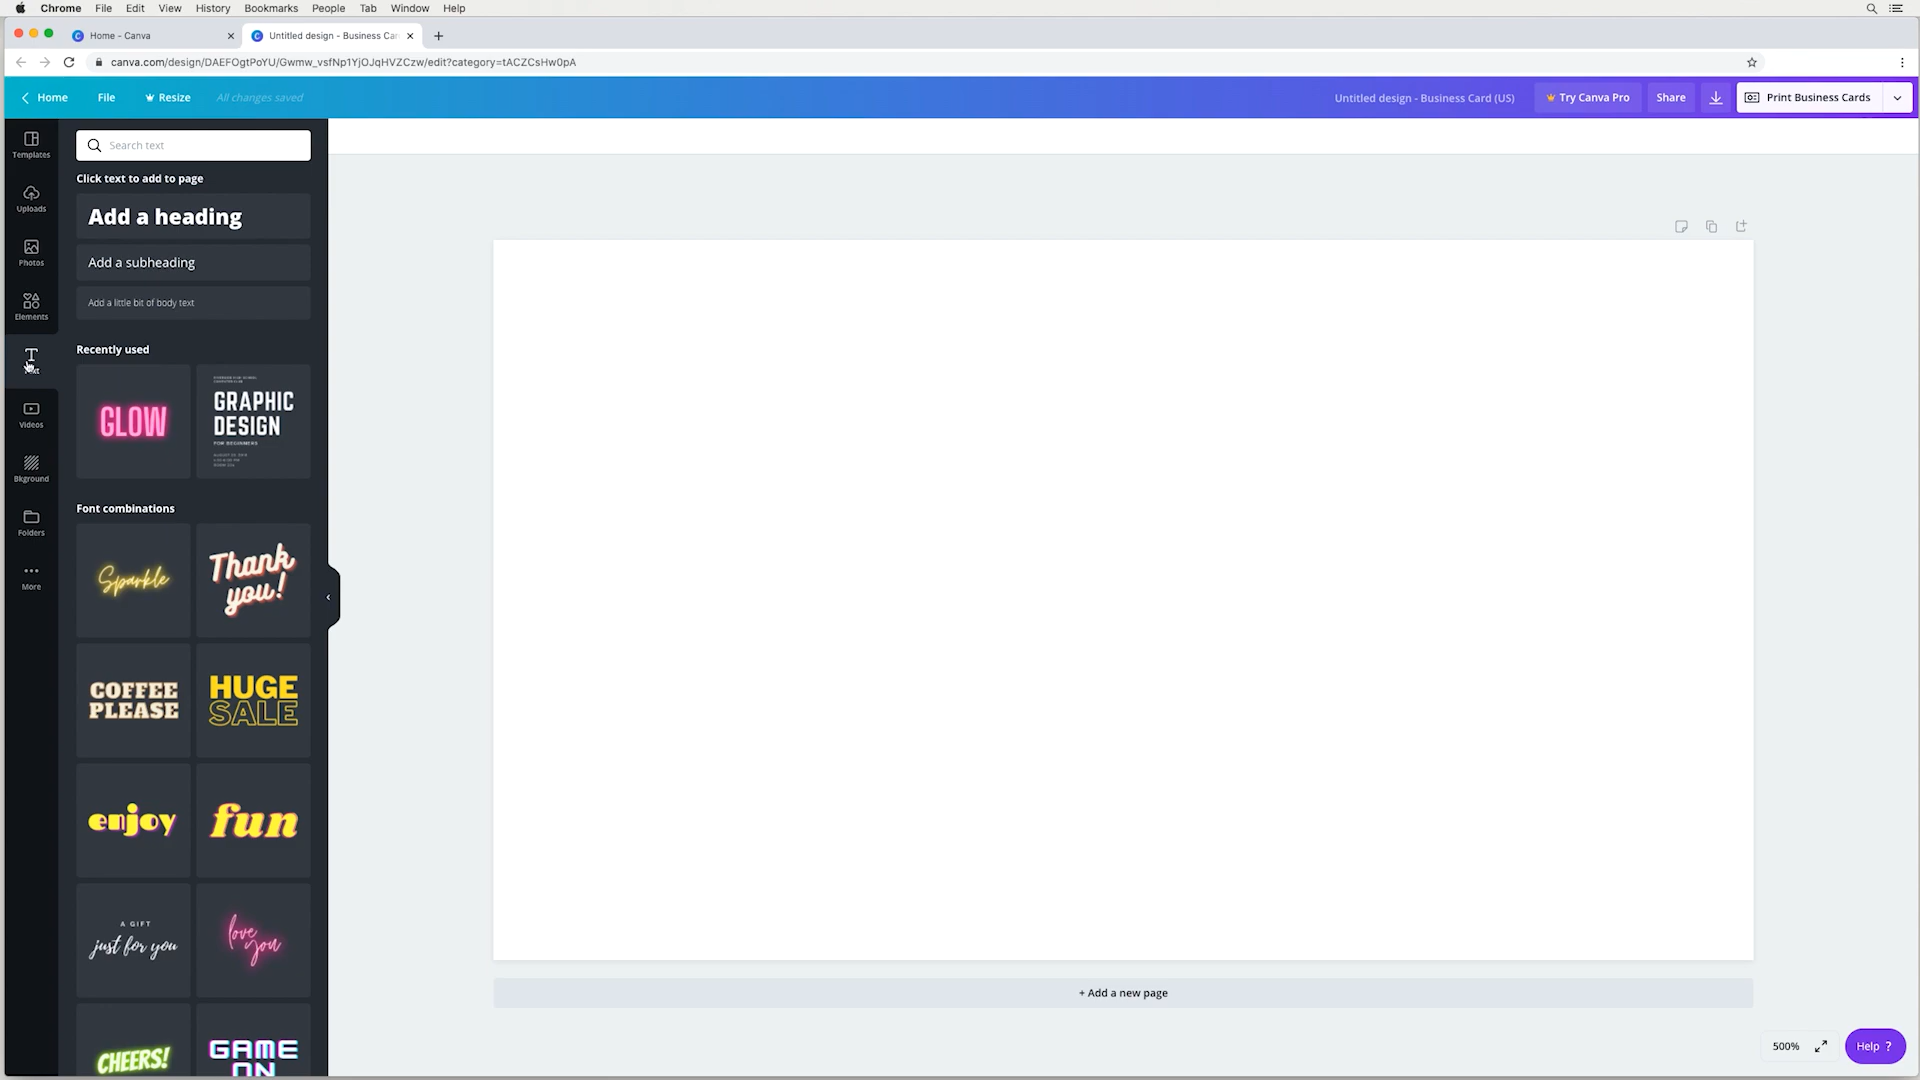 Chrome File Edit View History Bookmarks People Tab Window Help
Home - Canva
Untitled design - Business Car
canva.com/design/DAEFOgtPoYU/Gwmw_vsfNp1YjOJqHVZCzw/edit?category=tACZCsHw0pA
Home File Resize All changes saved
Untitled design - Business Card (US)
Try Canva Pro
Share
Print Business Cards
Templates
Uploads
Photos
Elements
Text
Videos
Bkground
Folders
More
Search text
Click text to add to page
Add a heading
Add a subheading
Add a little bit of body text
Recently used
GLOW
GRAPHIC
DESIGN
FOR BEGINNERS
Font combinations
Sparkle
Thank
you!
COFFEE
PLEASE
HUGE
SALE
enjoy
fun
A GIFT
just for you
love
you
CHEERS!
GAME
ON
+ Add a new page
500%
Help ?